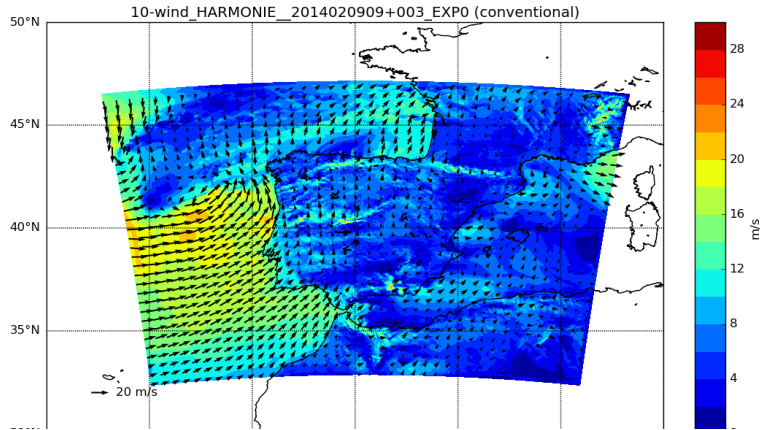 10-wind_HARMONIE__2014020909+003_EXP0 (conventional)
50°N
45°N
40°N
35°N
20 m/s
28
24
20
16
12
8
4
m/s